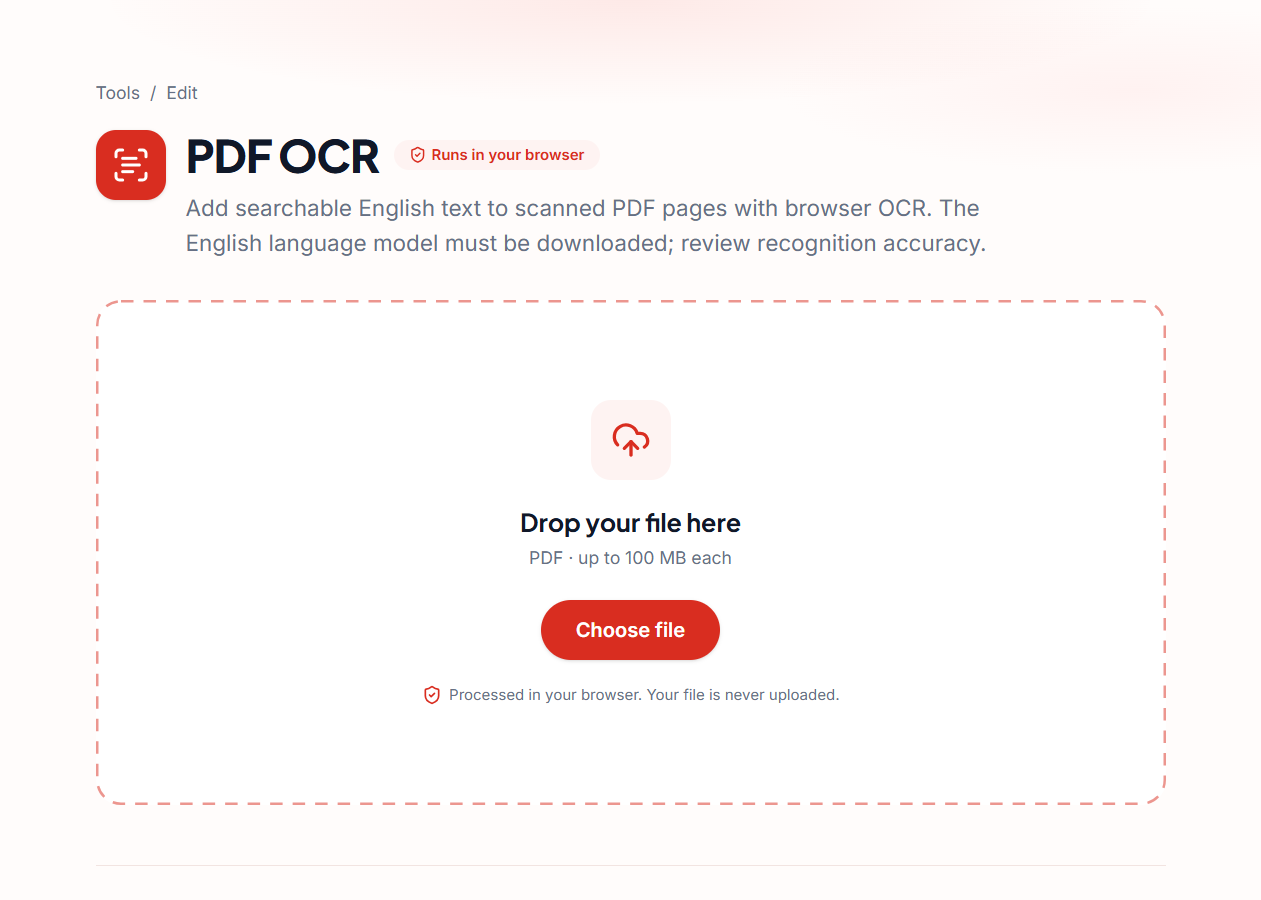 Tools / Edit
PDF OCR
Runs in your browser
Add searchable English text to scanned PDF pages with browser OCR. The
English language model must be downloaded; review recognition accuracy.
Drop your file here
PDF · up to 100 MB each
Choose file
Processed in your browser. Your file is never uploaded.